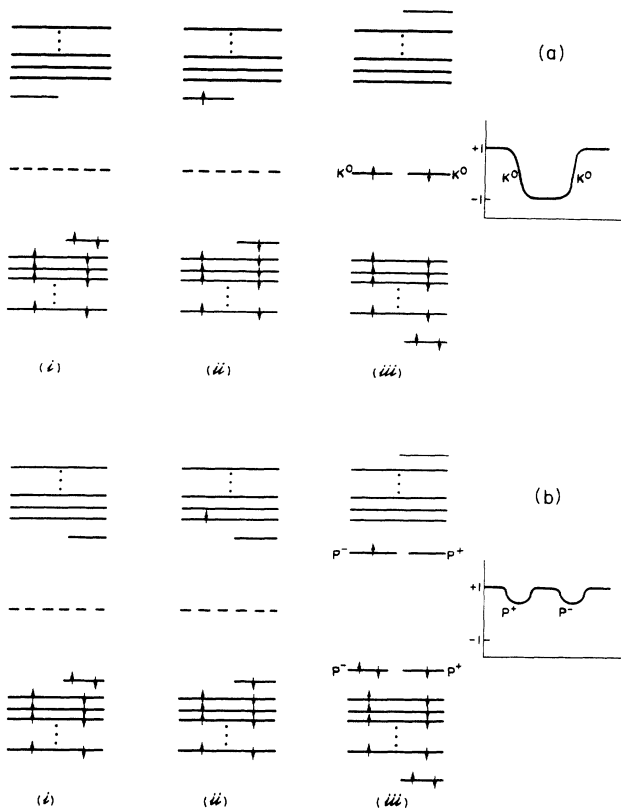 (a)
+1
K⁰ K⁰
-1
K⁰ K⁰
(i) (ii) (iii)
(b)
P⁻ P⁺
+1
P⁺ P⁻
-1
P⁻ P⁺
(i) (ii) (iii)